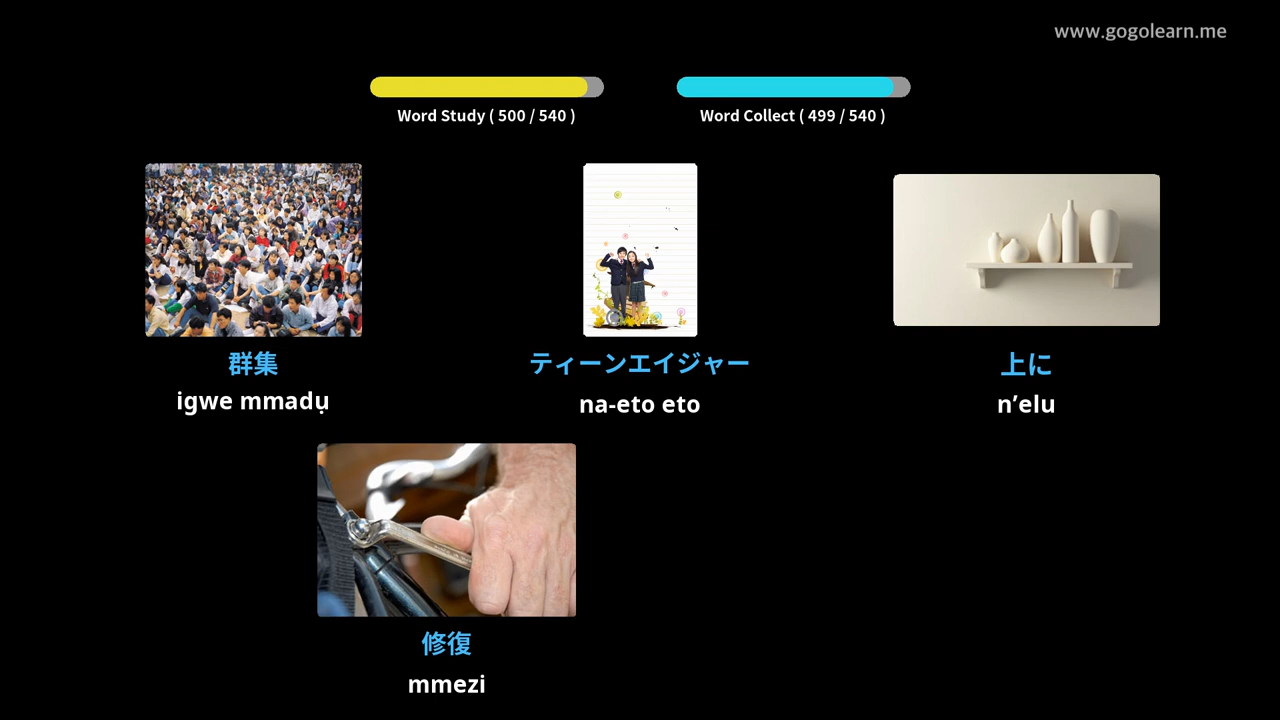 www.gogolearn.me
Word Study ( 500 / 540 )
Word Collect ( 499 / 540 )
群集
igwe mmadụ
ティーンエイジャー
na-eto eto
上に
n’elu
修復
mmezi